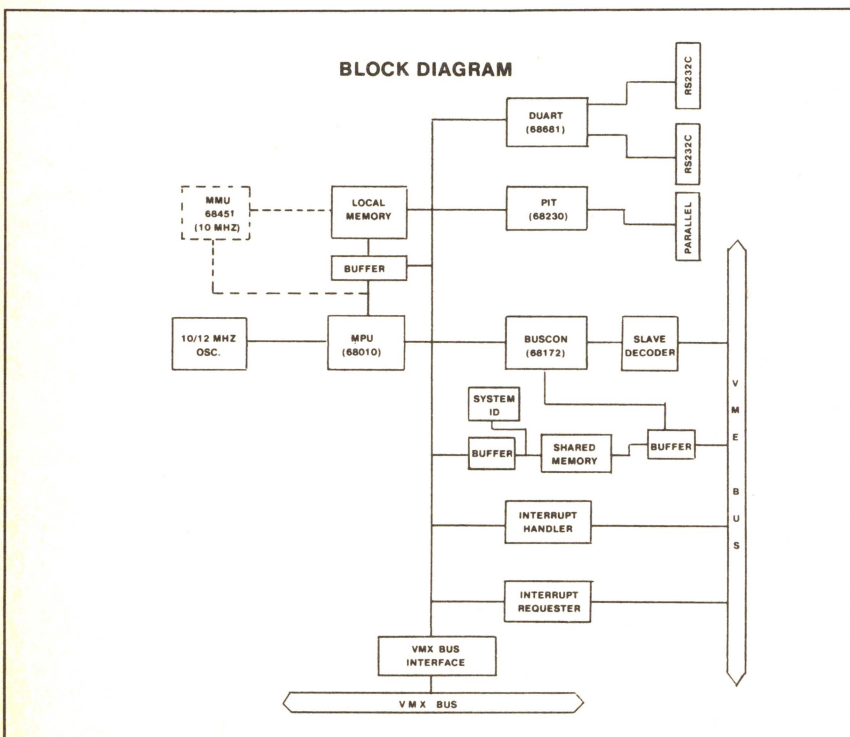 BLOCK DIAGRAM
RS232C
DUART
(68681)
RS232C
MMU
68451
(10 MHZ)
LOCAL
MEMORY
PIT
(68230)
PARALLEL
BUFFER
10/12 MHZ
OSC.
MPU
(68010)
BUSCON
(68172)
SLAVE
DECODER
SYSTEM
ID
BUFFER
SHARED
MEMORY
BUFFER
VME BUS
INTERRUPT
HANDLER
INTERRUPT
REQUESTER
VMX BUS
INTERFACE
VMX BUS